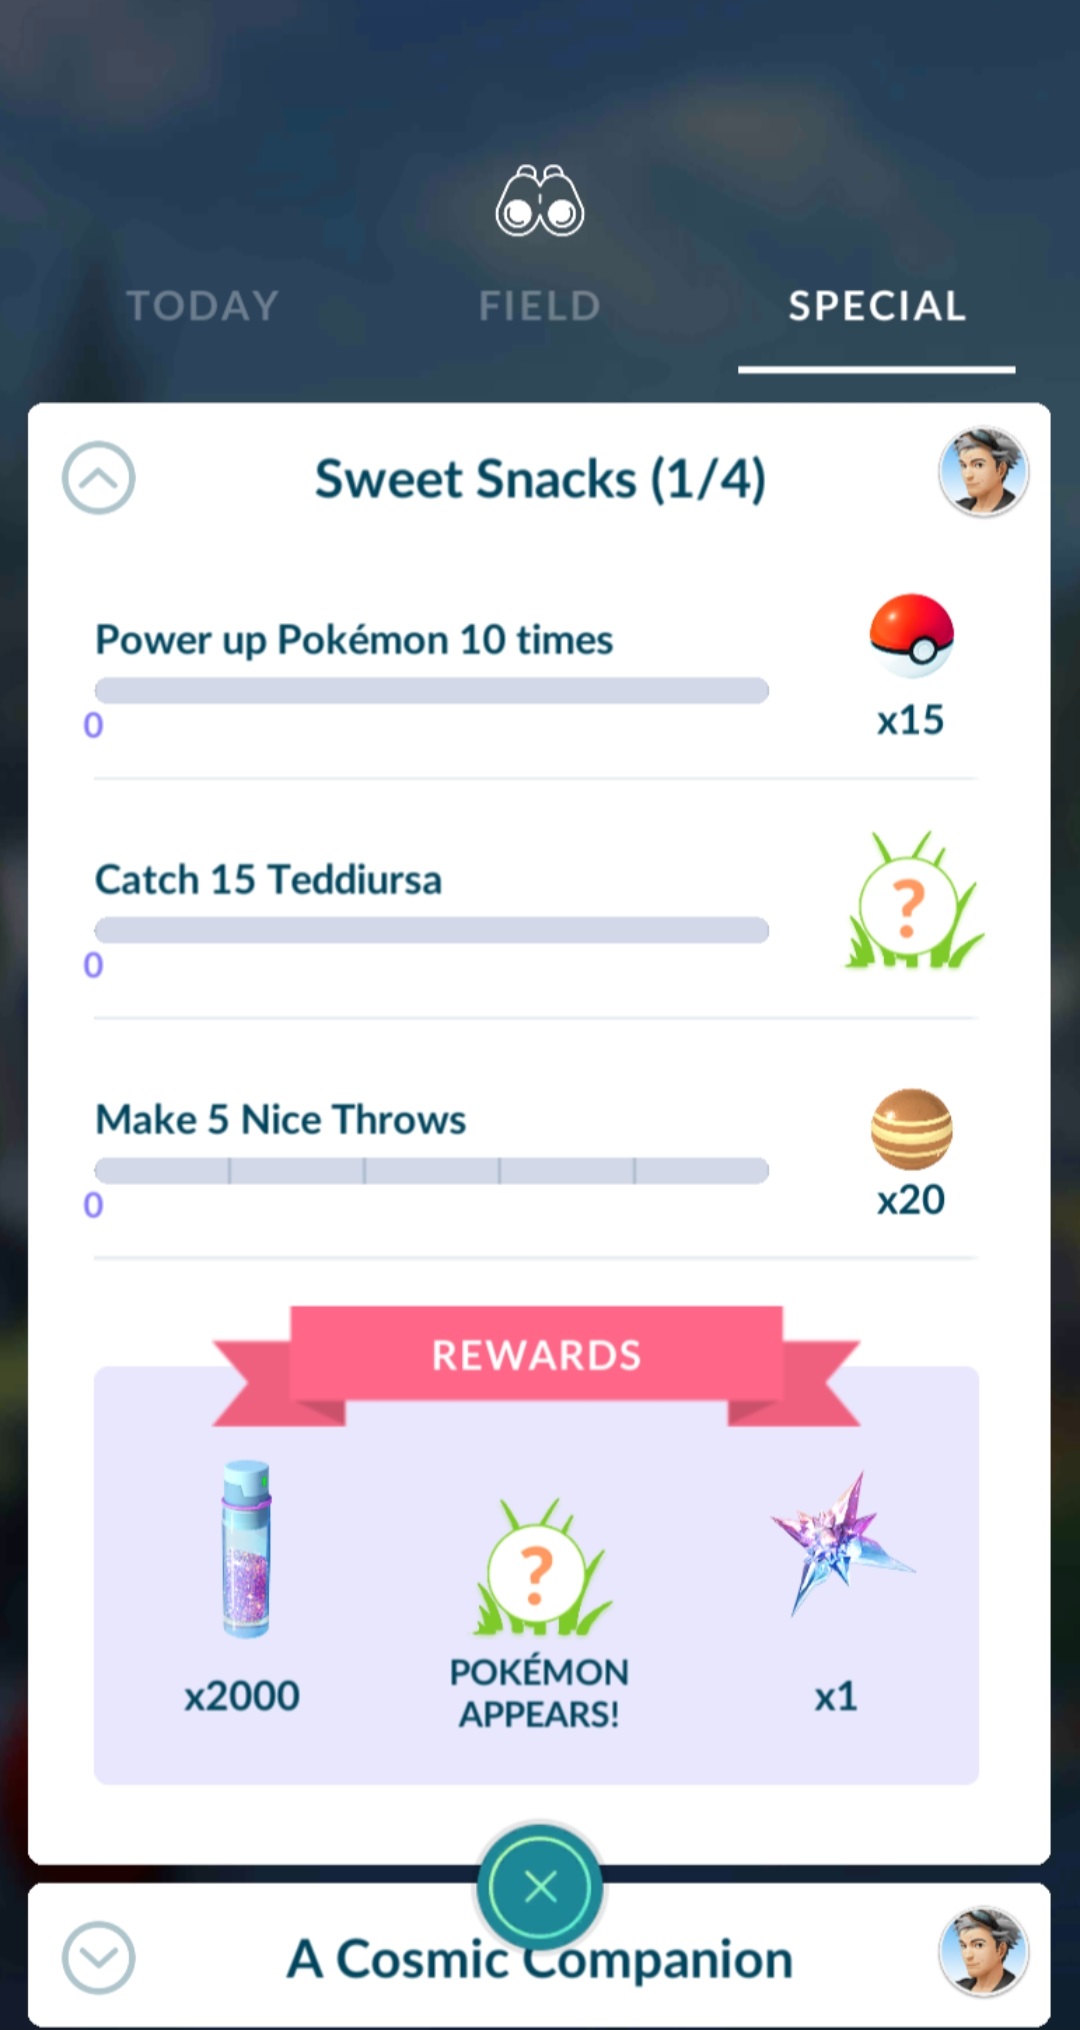 TODAY
FIELD
SPECIAL
Sweet Snacks (1/4)
Power up Pokémon 10 times
0
x15
Catch 15 Teddiursa
?
0
Make 5 Nice Throws
0
x20
REWARDS
?
x2000
POKÉMON
APPEARS!
x1
A Cosmic Companion